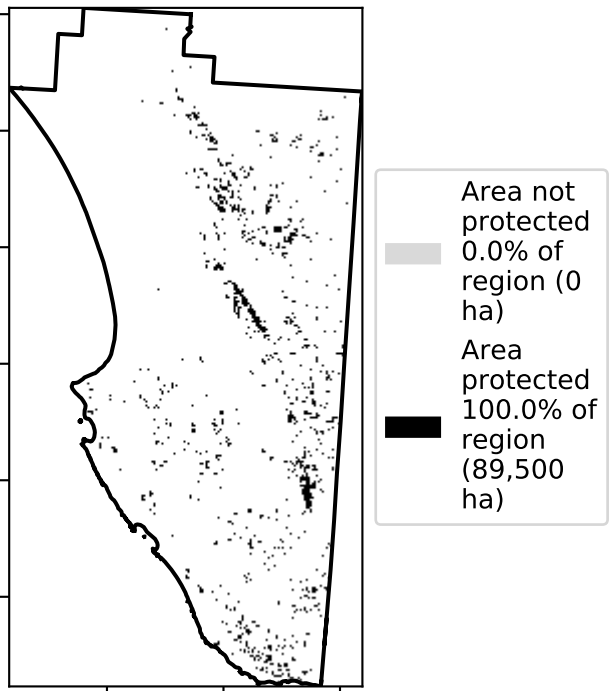 Area not
protected
0.0% of
region (0
ha)
Area
protected
100.0% of
region
(89,500
ha)